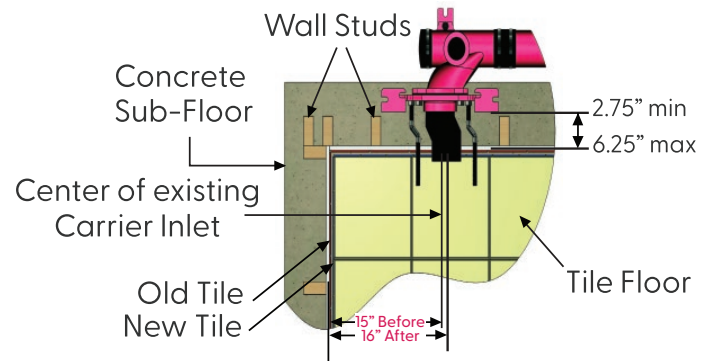 Wall Studs
Concrete
Sub-Floor
2.75” min
6.25” max
Center of existing
Carrier Inlet
Tile Floor
Old Tile
New Tile
15” Before
16” After